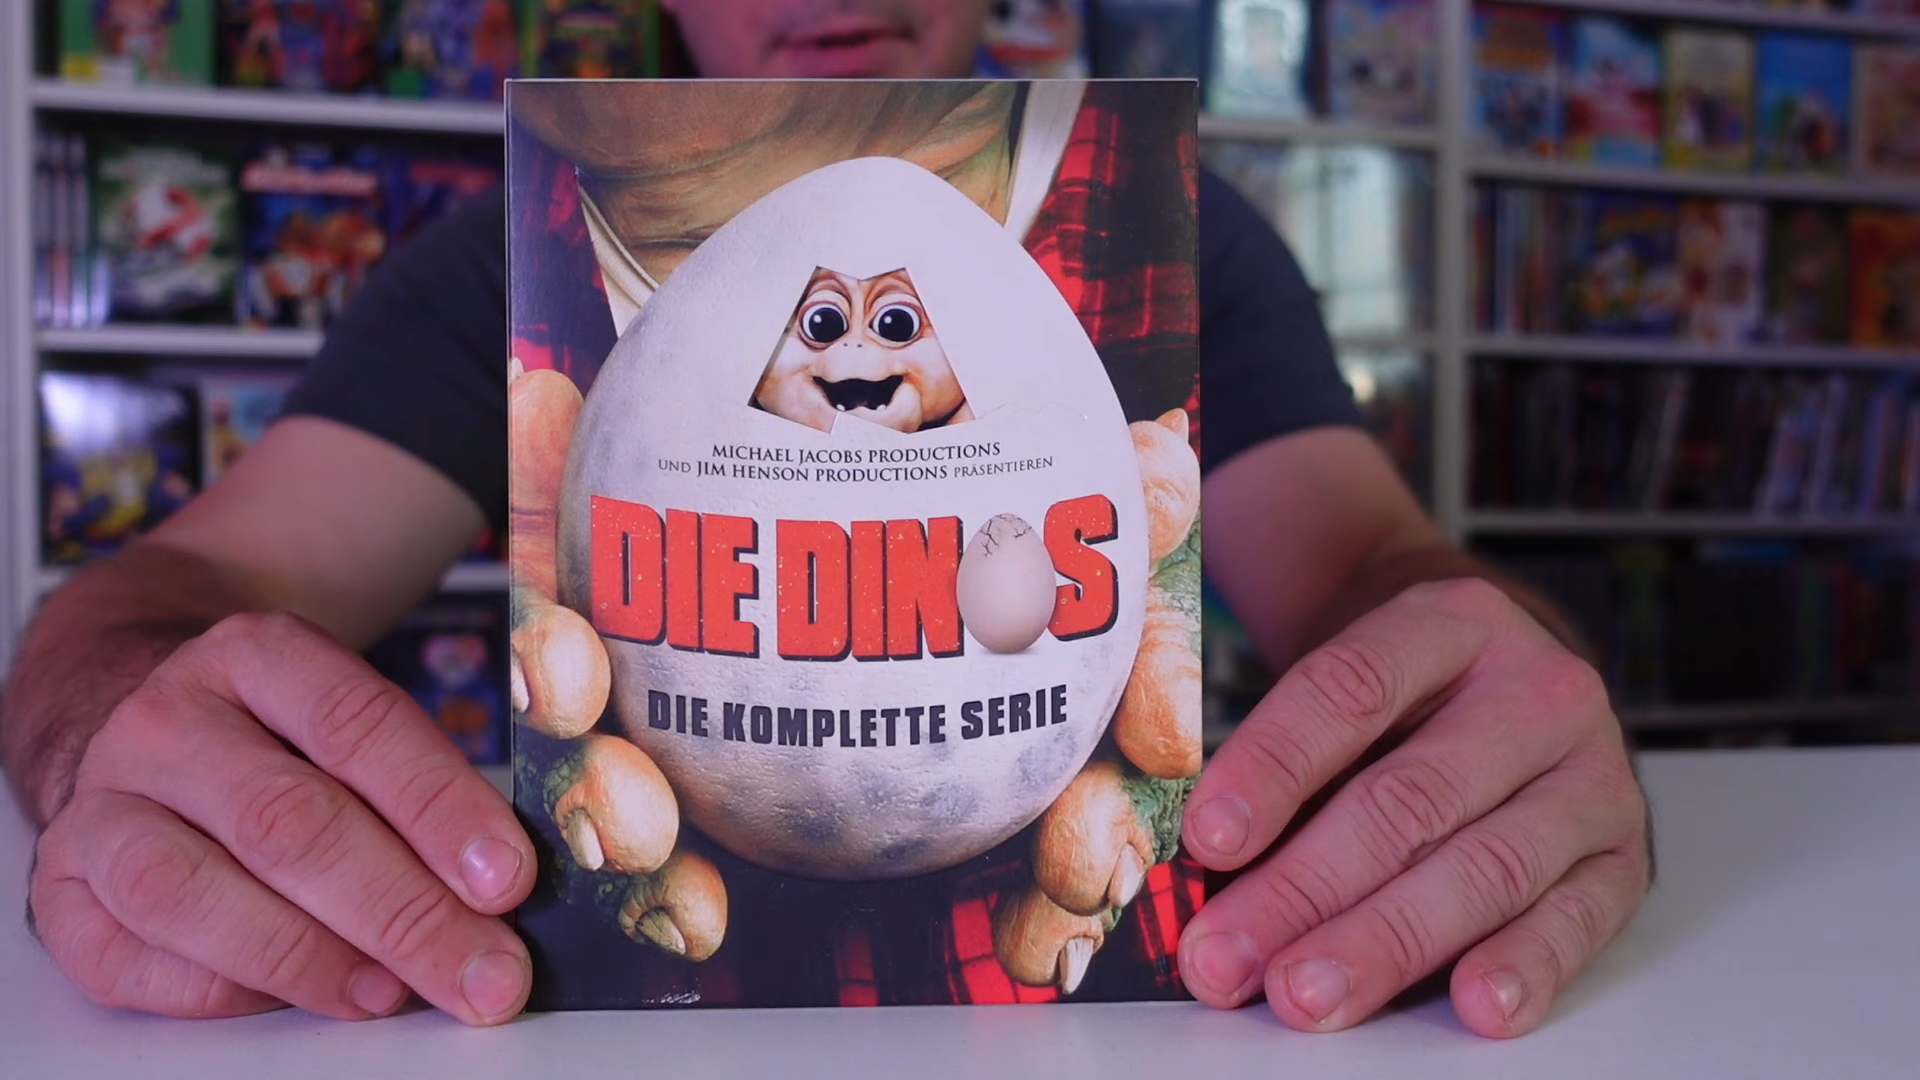 MICHAEL JACOBS PRODUCTIONS
UND JIM HENSON PRODUCTIONS PRÄSENTIEREN
DIE DINOS
DIE KOMPLETTE SERIE